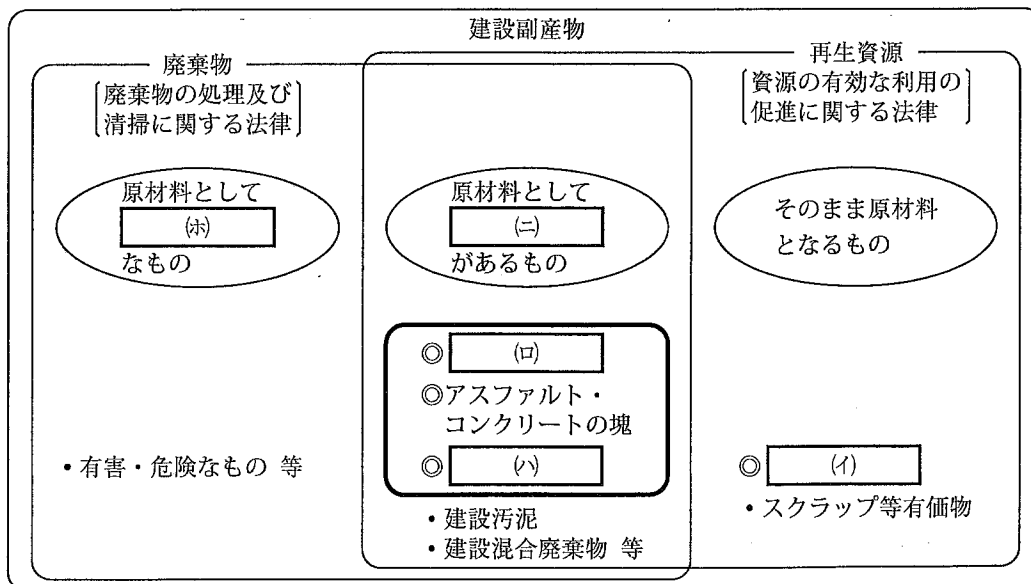 建設副産物
廃棄物
廃棄物の処理及び
清掃に関する法律
再生資源
資源の有効な利用の
促進に関する法律
原材料として
㈭
なもの
原材料として
㈥
があるもの
そのまま原材料
となるもの
◎ ㈺
◎アスファルト・
コンクリートの塊
◎ (ハ)
・有害・危険なもの 等
・建設汚泥
・建設混合廃棄物 等
◎ (イ)
・スクラップ等有価物